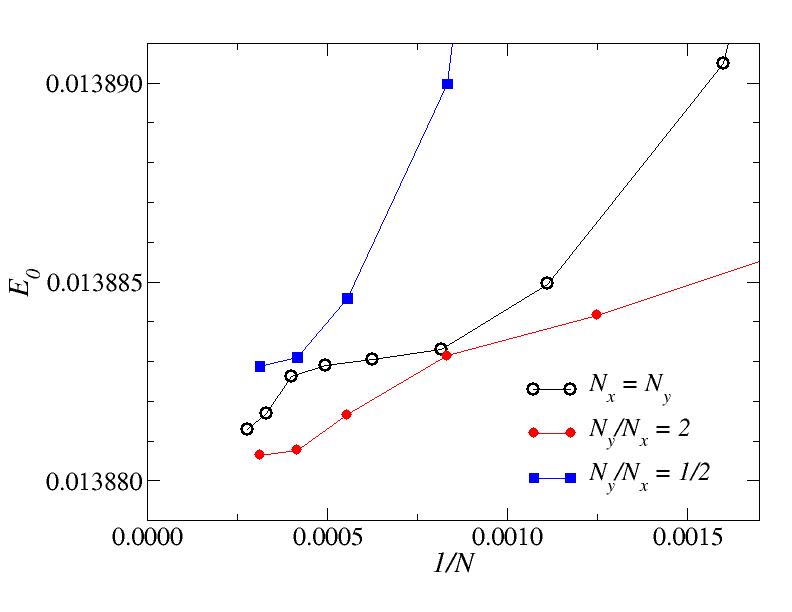 0.013890
0.013885
0.013880
E0
0.0000 0.0005 0.0010 0.0015
1/N
Nx = Ny
Ny/Nx = 2
Ny/Nx = 1/2